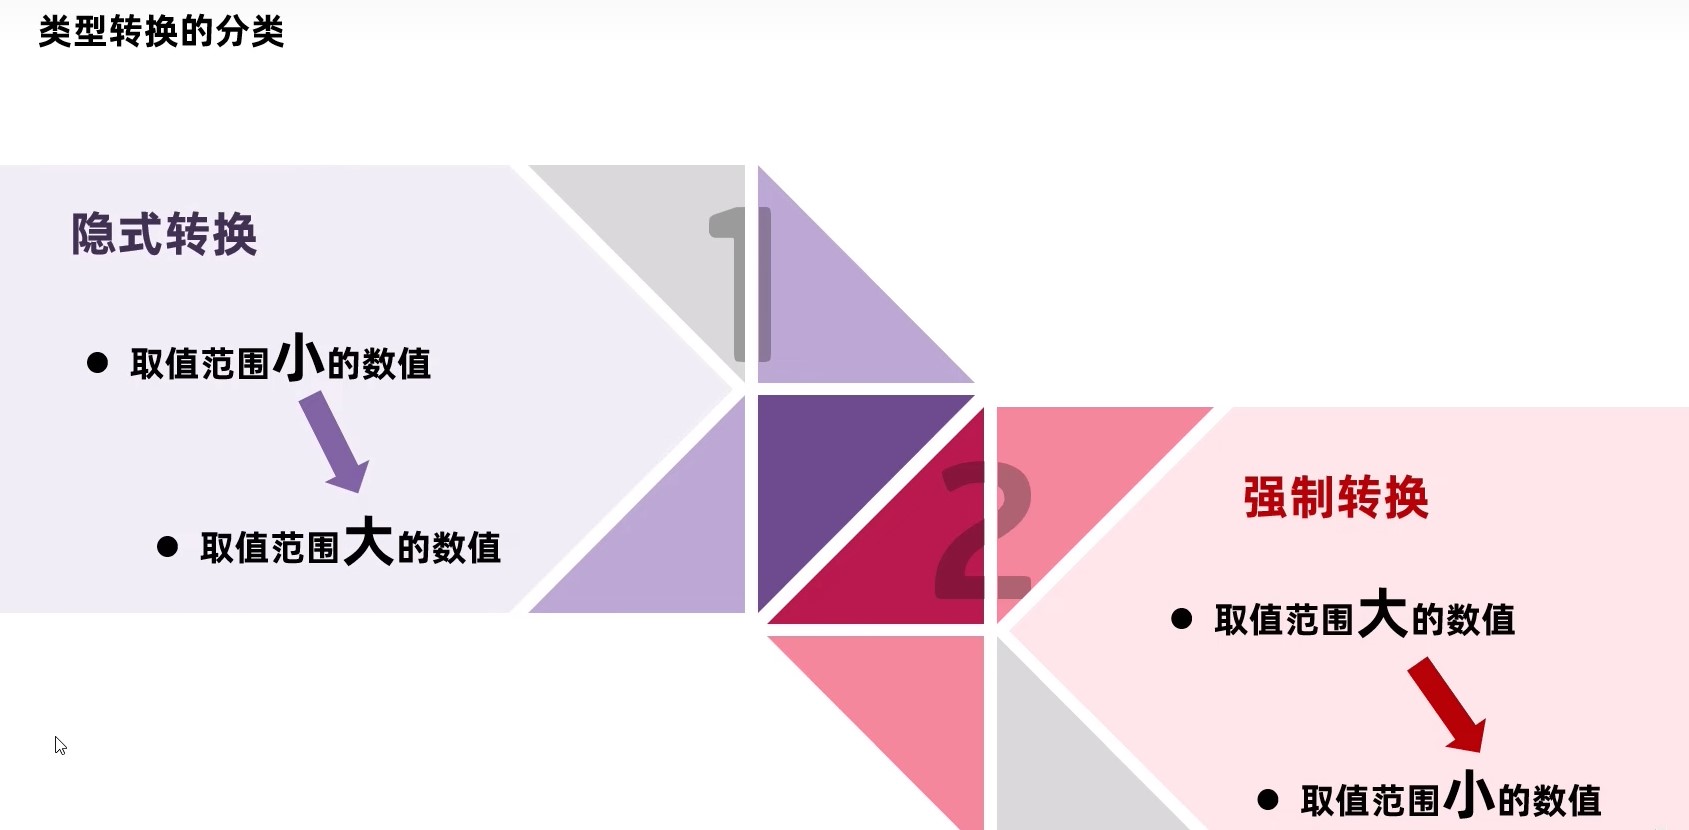 类型转换的分类
1
隐式转换
● 取值范围小的数值
● 取值范围大的数值
2
强制转换
● 取值范围大的数值
● 取值范围小的数值